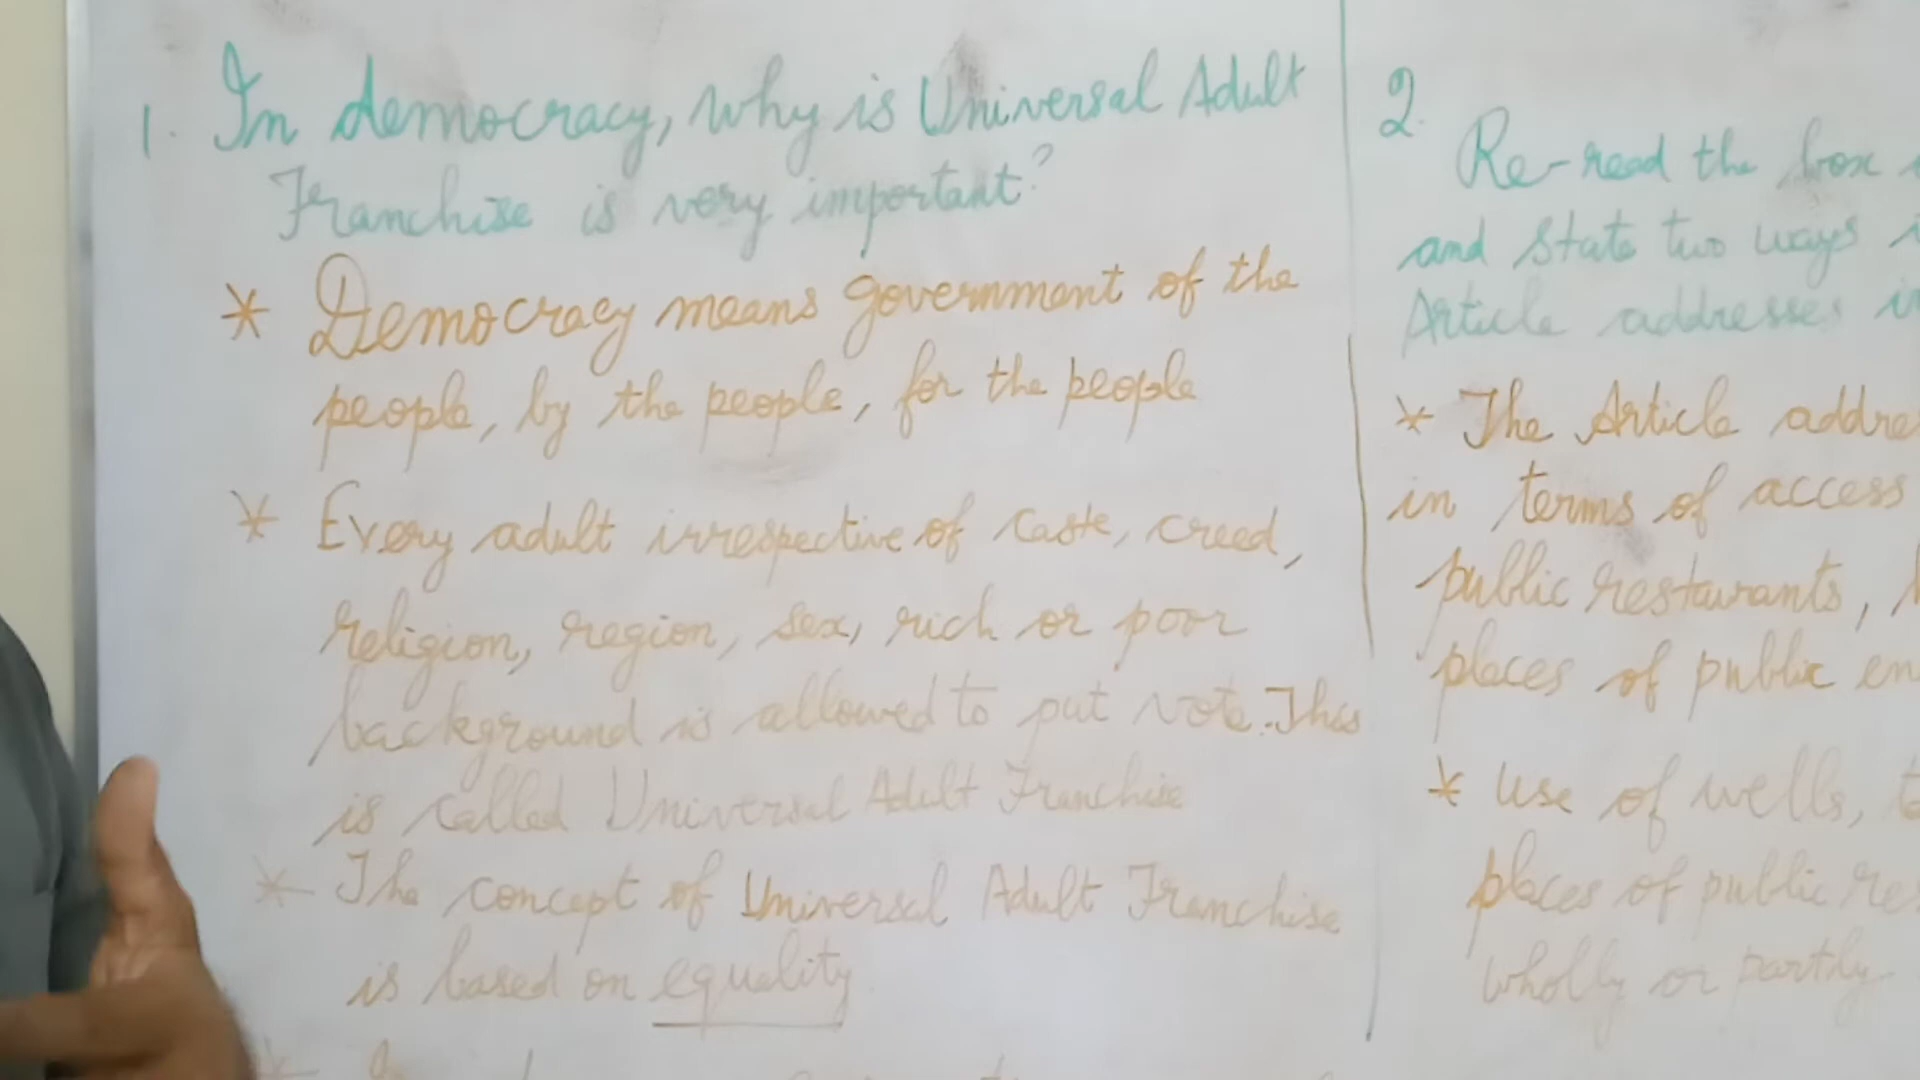 1. In democracy, why is Universal Adult
Franchise is very important?
* Democracy means government of the
people, by the people, for the people
* Every adult irrespective of caste, creed,
religion, region, sex, rich or poor
background is allowed to put vote. This
is called Universal Adult Franchise
* The concept of Universal Adult Franchise
is based on equality
2.
Re-read the box
and state two ways
Article addresses
* The Article addre
in terms of access
public restaurants,
places of public en
* Use of wells,
places of public re
wholly or partly